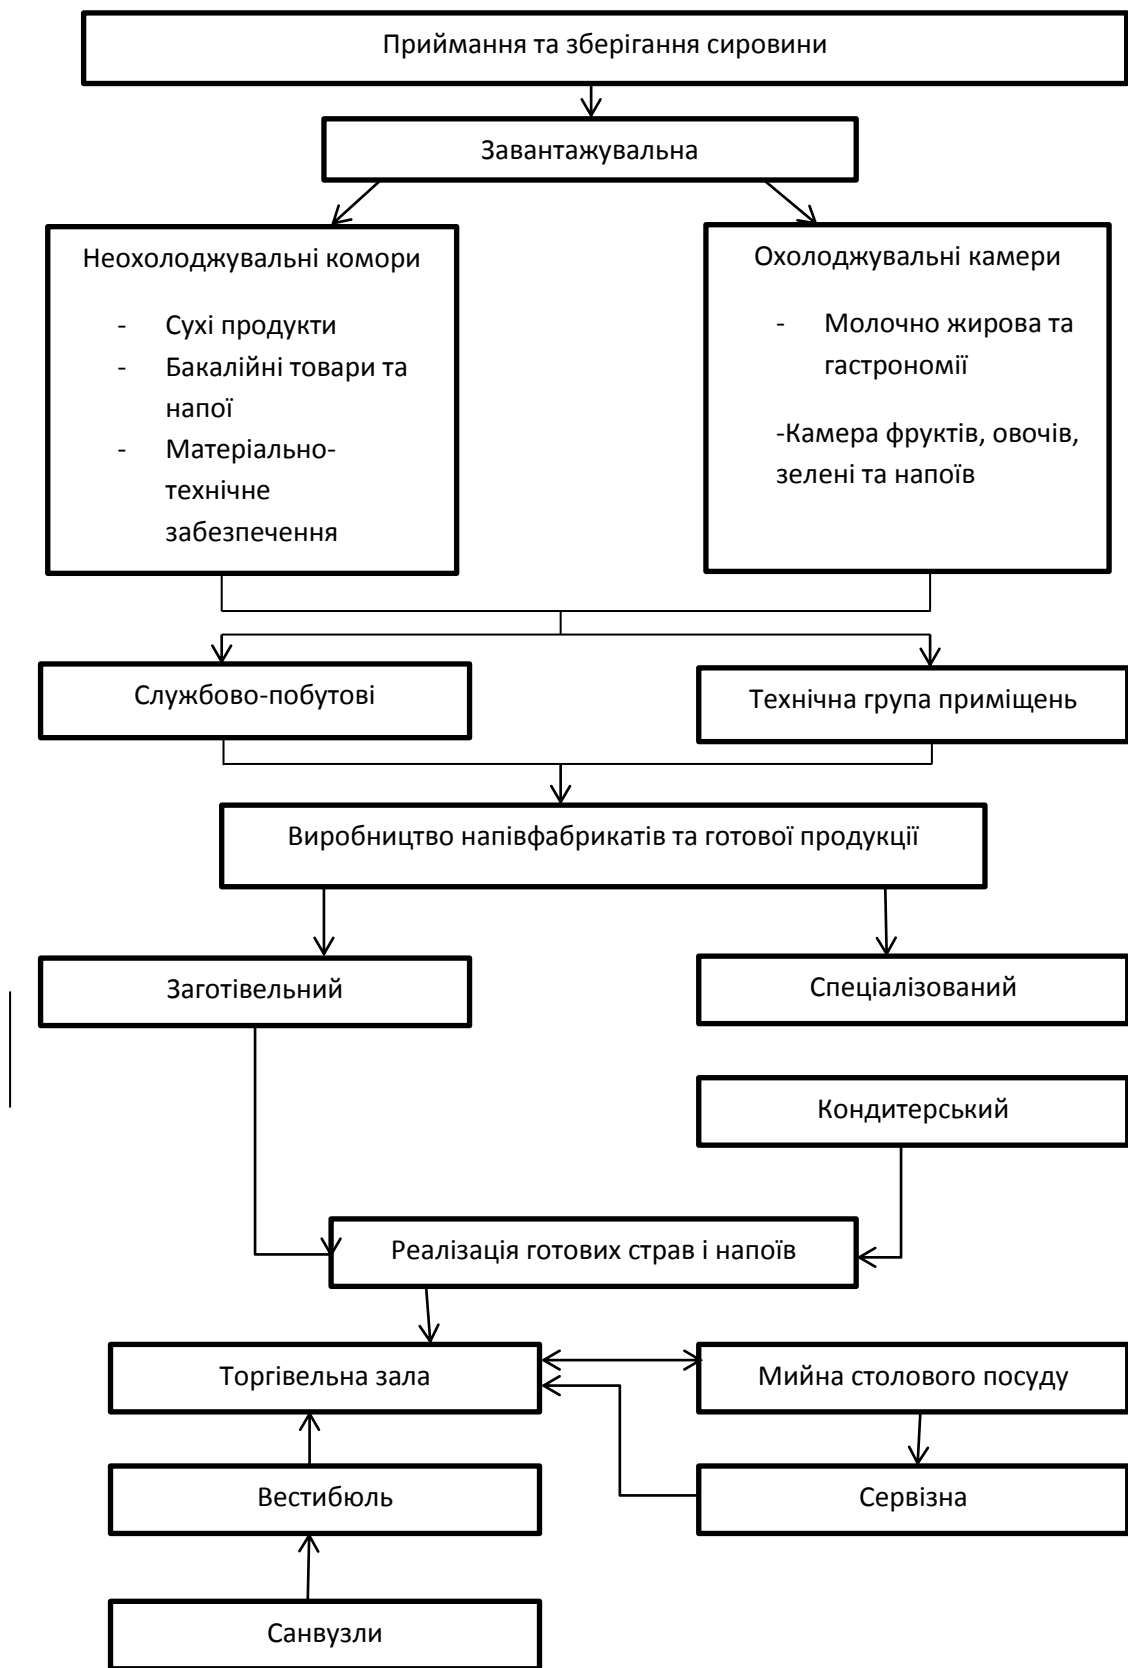 Приймання та зберігання сировини
Завантажувальна
Неохолоджувальні комори
- Сухі продукти
- Бакалійні товари та
напої
- Матеріально-
технічне
забезпечення
Охолоджувальні камери
- Молочно жирова та
гастрономії
-Камера фруктів, овочів,
зелені та напоїв
Службово-побутові
Технічна група приміщень
Виробництво напівфабрикатів та готової продукції
Заготівельний
Спеціалізований
Кондитерський
Реалізація готових страв і напоїв
Торгівельна зала
Мийна столового посуду
Вестибюль
Сервізна
Санвузли